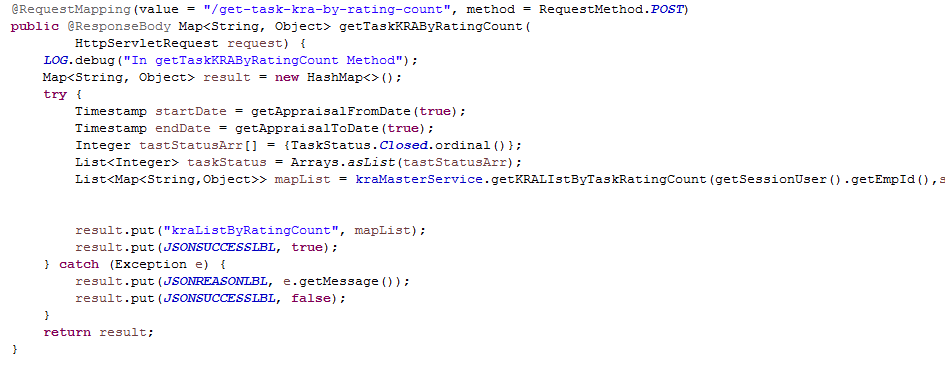 @RequestMapping(value = "/get-task-kra-by-rating-count", method = RequestMethod.POST)
public @ResponseBody Map<String, Object> getTaskKRAByRatingCount(
        HttpServletRequest request) {
    LOG.debug("In getTaskKRAByRatingCount Method");
    Map<String, Object> result = new HashMap<>();
    try {
        Timestamp startDate = getAppraisalFromDate(true);
        Timestamp endDate = getAppraisalToDate(true);
        Integer tastStatusArr[] = {TaskStatus.Closed.ordinal()};
        List<Integer> taskStatus = Arrays.asList(tastStatusArr);
        List<Map<String,Object>> mapList = kraMasterService.getKRALIstByTaskRatingCount(getSessionUser().getEmpId(),s
        result.put("kraListByRatingCount", mapList);
        result.put(JSONSUCCESSLBL, true);
    } catch (Exception e) {
        result.put(JSONREASONLBL, e.getMessage());
        result.put(JSONSUCCESSLBL, false);
    }
    return result;
}